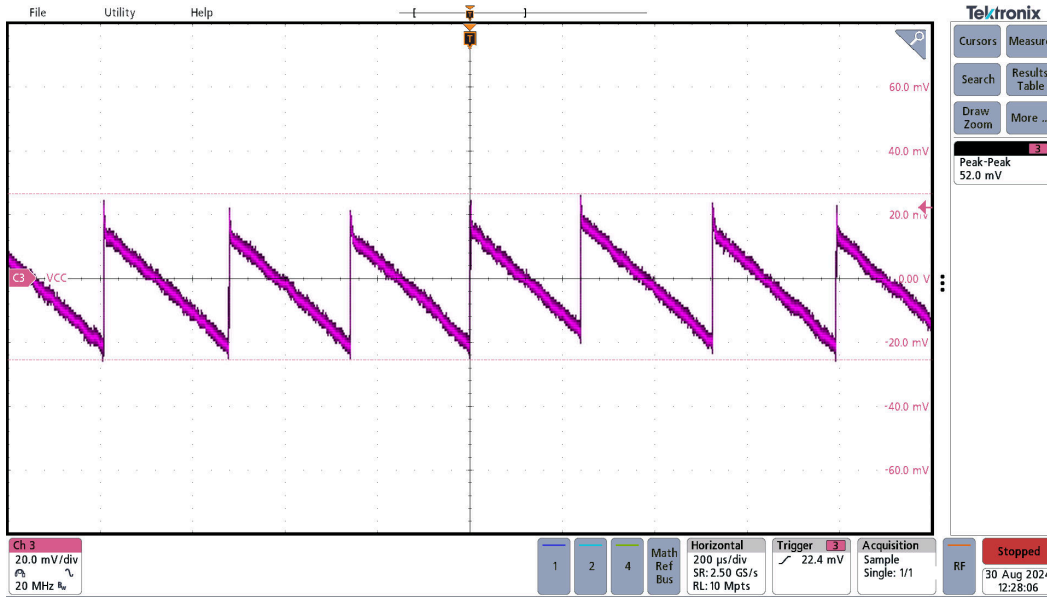 File Utility Help
Tektronix
T
T
Cursors Measure
Search Results
Table
Draw
Zoom More ...
3
Peak-Peak
52.0 mV
60.0 mV
40.0 mV
20.0 mV
C3 VCC 0.00 V
-20.0 mV
-40.0 mV
-60.0 mV
Ch 3
20.0 mV/div
20 MHz Bw
1 2 4
Math
Ref
Bus
Horizontal
200 µs/div
SR: 2.50 GS/s
RL: 10 Mpts
Trigger 3
22.4 mV
Acquisition
Sample
Single: 1/1
RF
Stopped
30 Aug 2024
12:28:06